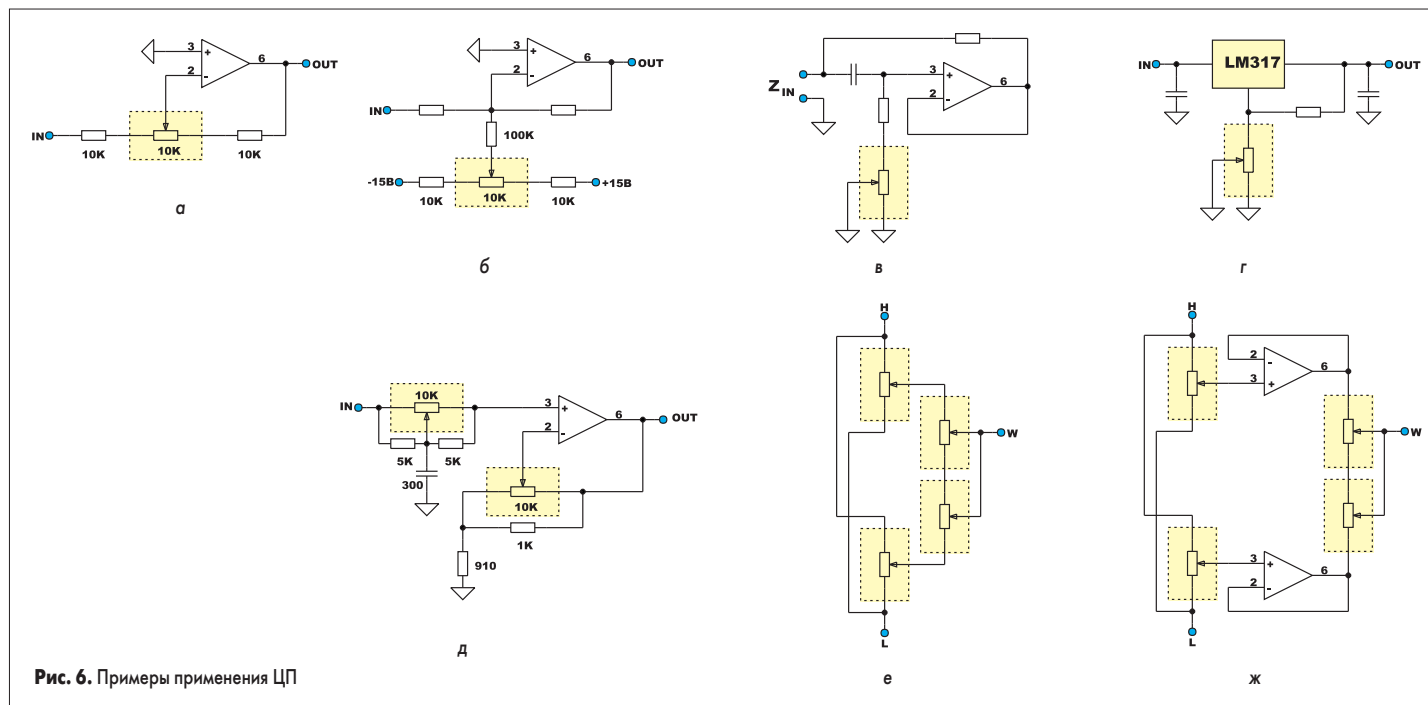 3
+
2
-
6
OUT
IN
10K
10K
10K
а
3
+
2
-
6
OUT
IN
100K
-15В
+15В
10K
10K
10K
б
Z IN
3
+
2
-
6
в
IN
LM317
OUT
г
IN
10K
5K
5K
300
3
+
2
-
6
OUT
10K
1K
910
д
H
W
L
е
H
2
-
3
+
6
W
3
+
2
-
6
L
ж
Рис. 6. Примеры применения ЦП